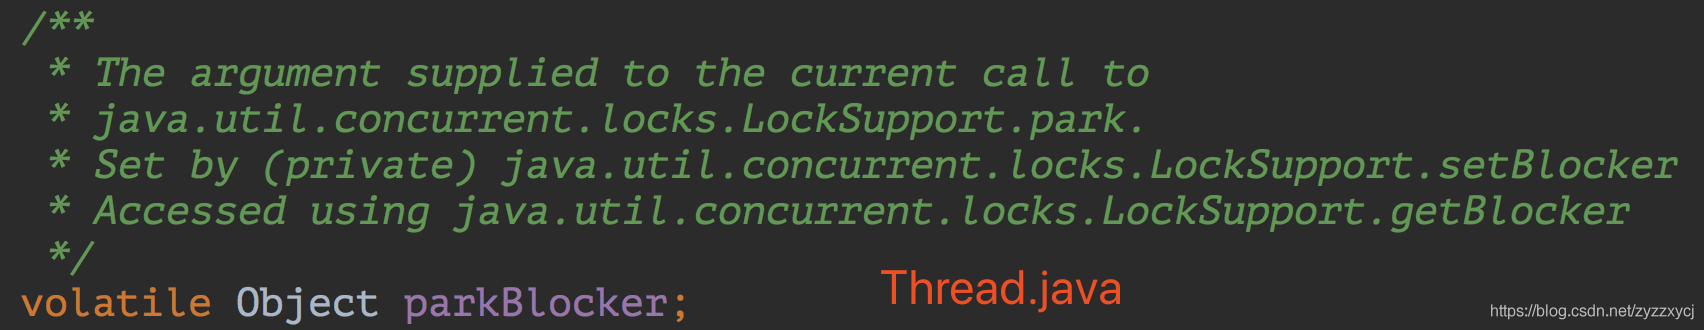 /**
* The argument supplied to the current call to
* java.util.concurrent.locks.LockSupport.park.
* Set by (private) java.util.concurrent.locks.LockSupport.setBlocker
* Accessed using java.util.concurrent.locks.LockSupport.getBlocker
*/
volatile Object parkBlocker;
Thread.java
https://blog.csdn.net/zyzzxycj